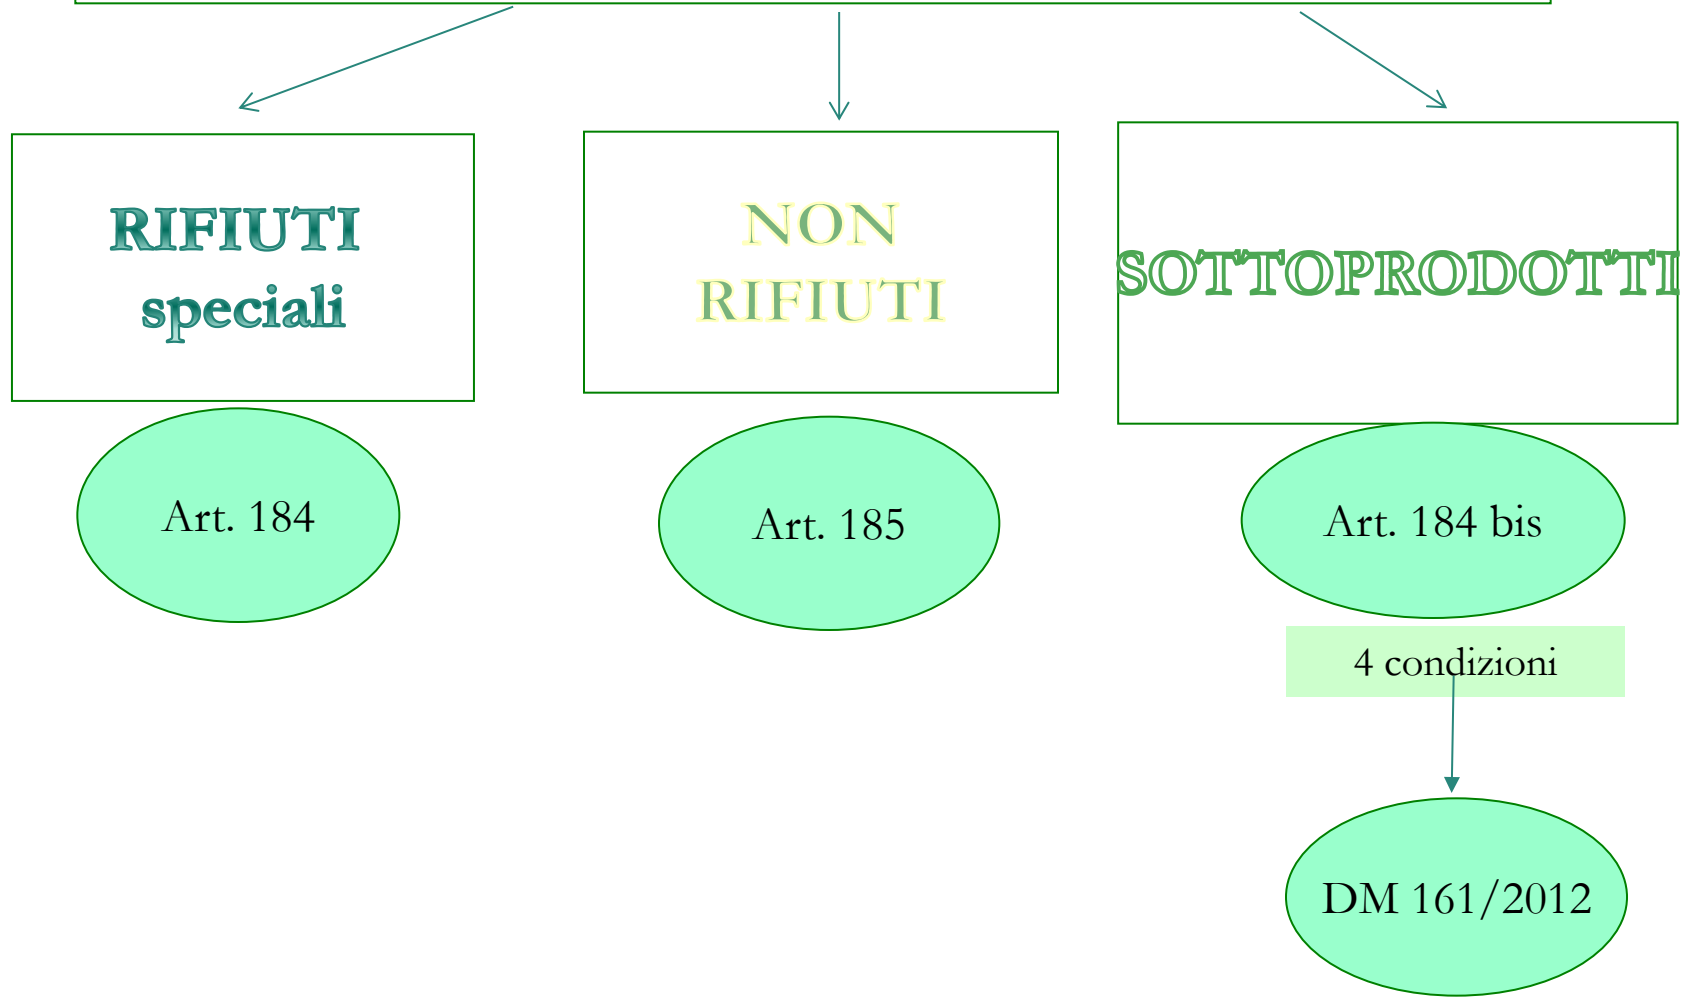 RIFIUTI
speciali
NON
RIFIUTI
SOTTOPRODOTTI
Art. 184
Art. 185
Art. 184 bis
4 condizioni
DM 161/2012